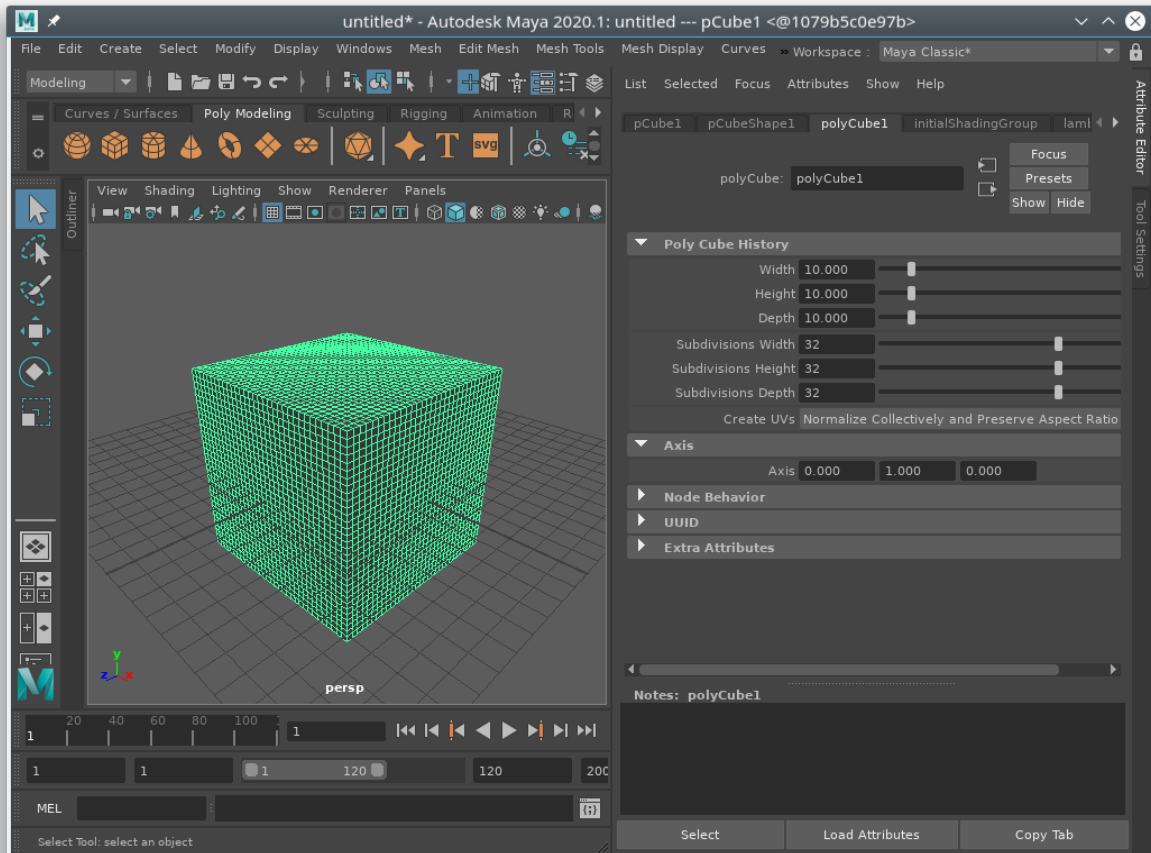 untitled* - Autodesk Maya 2020.1: untitled --- pCube1 <@1079b5c0e97b>
File Edit Create Select Modify Display Windows Mesh Edit Mesh Mesh Tools Mesh Display Curves » Workspace : Maya Classic*
Modeling
Curves / Surfaces Poly Modeling Sculpting Rigging Animation R
T svg
Outliner
View Shading Lighting Show Renderer Panels
y
z x
persp
List Selected Focus Attributes Show Help
pCube1 pCubeShape1 polyCube1 initialShadingGroup lamb
polyCube: polyCube1
Focus
Presets
Show Hide
Poly Cube History
Width 10.000
Height 10.000
Depth 10.000
Subdivisions Width 32
Subdivisions Height 32
Subdivisions Depth 32
Create UVs Normalize Collectively and Preserve Aspect Ratio
Axis
Axis 0.000 1.000 0.000
Node Behavior
UUID
Extra Attributes
Notes: polyCube1
Select Load Attributes Copy Tab
Attribute Editor
Tool Settings
20 40 60 80 100
1
1
1 1 1 120 120 200
MEL
Select Tool: select an object